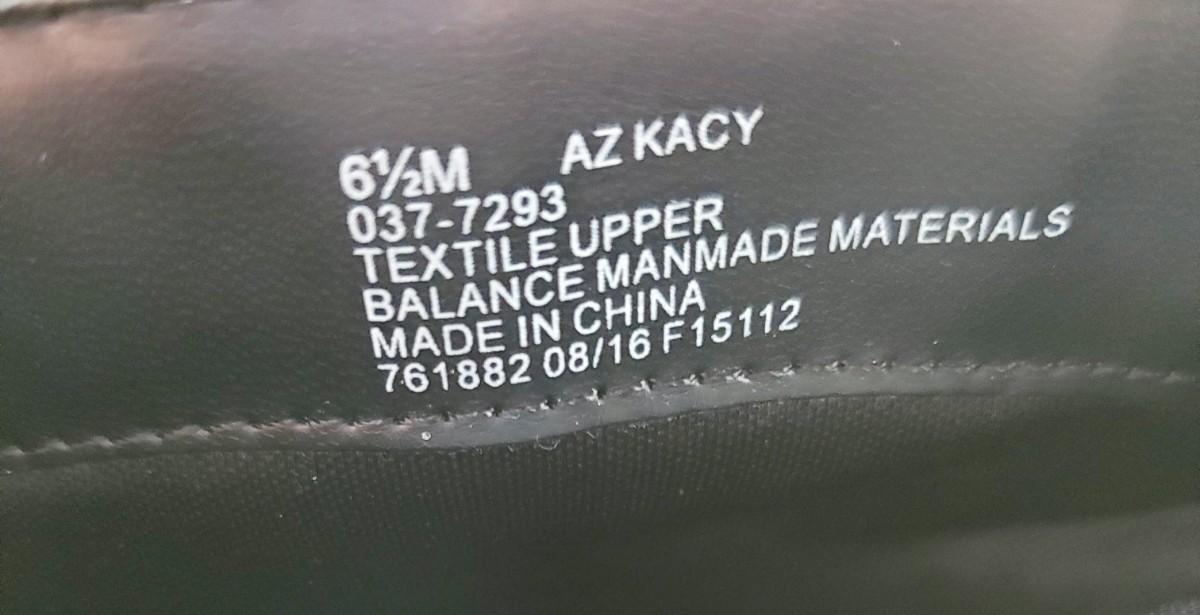 6½M AZ KACY
037-7293
TEXTILE UPPER
BALANCE MANMADE MATERIALS
MADE IN CHINA
761882 08/16 F15112